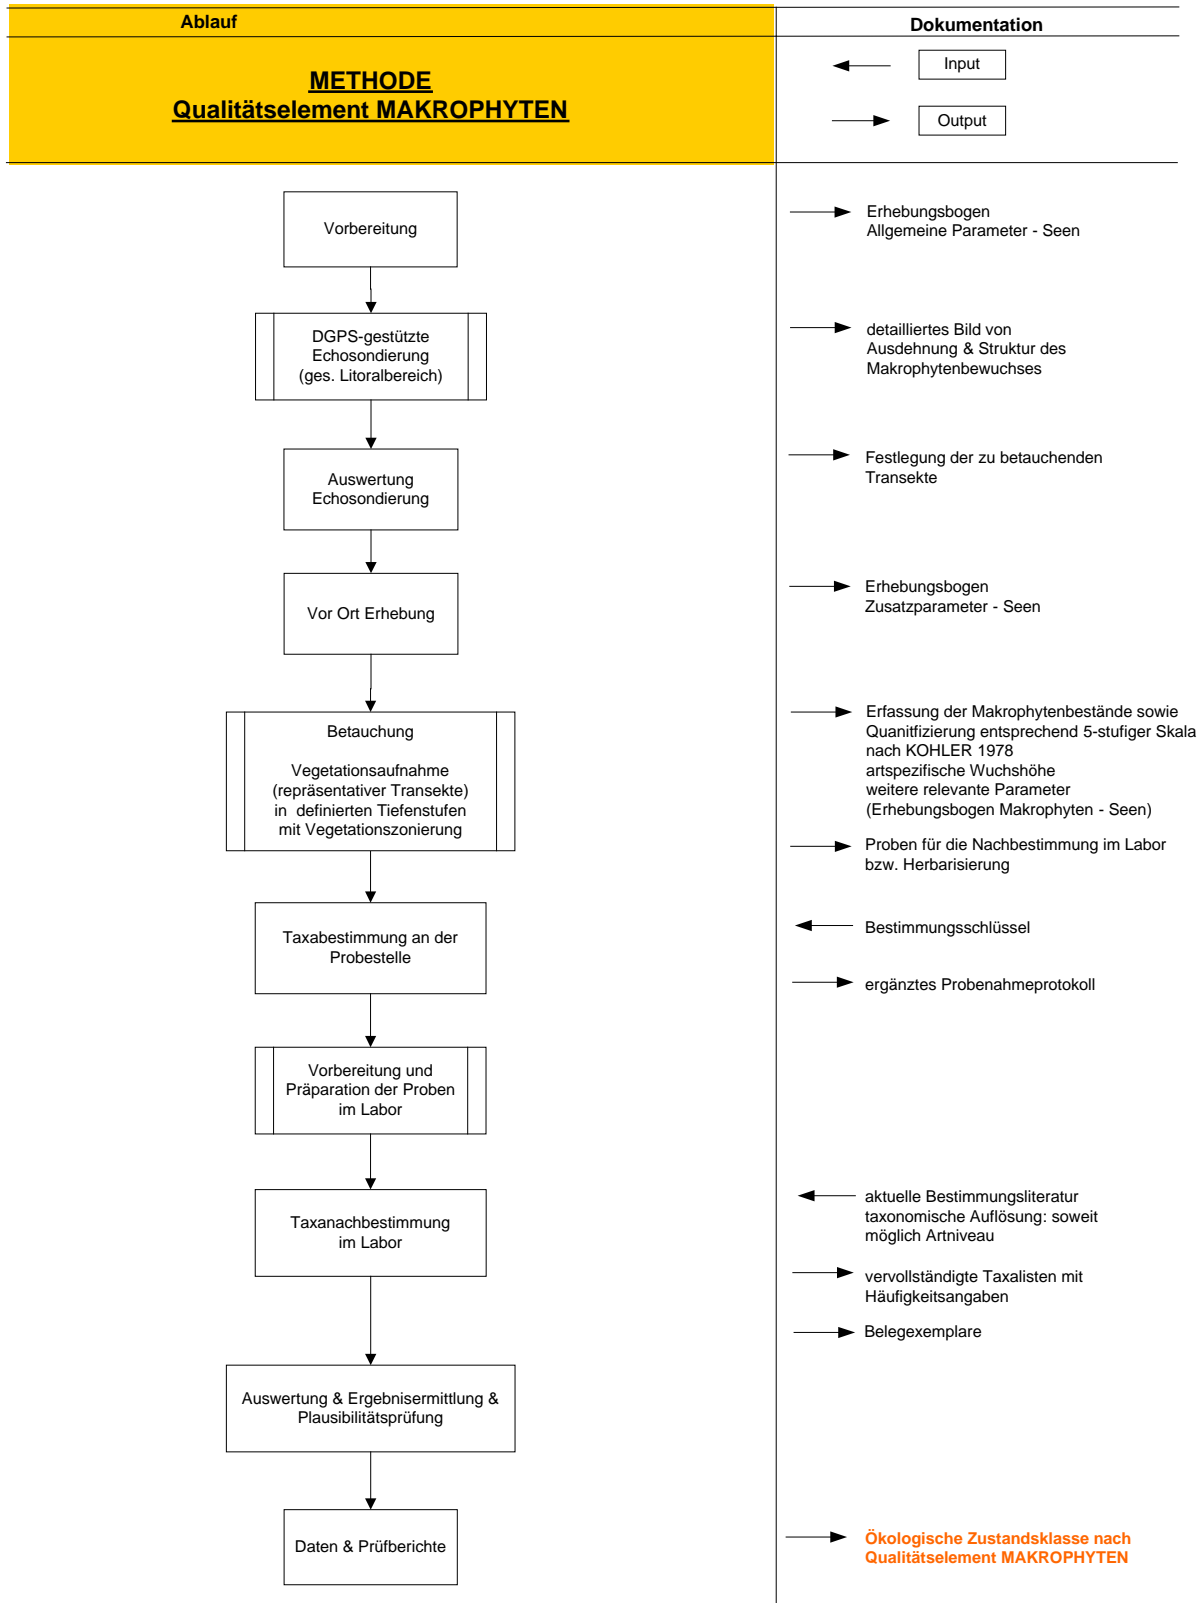 Ablauf
Dokumentation
METHODE
Qualitätselement MAKROPHYTEN
Input
Output
Vorbereitung
Erhebungsbogen
Allgemeine Parameter - Seen
DGPS-gestützte
Echosondierung
(ges. Litoralbereich)
detailliertes Bild von
Ausdehnung & Struktur des
Makrophytenbewuchses
Auswertung
Echosondierung
Festlegung der zu betauchenden
Transekte
Vor Ort Erhebung
Erhebungsbogen
Zusatzparameter - Seen
Betauchung
Vegetationsaufnahme
(repräsentativer Transekte)
in definierten Tiefenstufen
mit Vegetationszonierung
Erfassung der Makrophytenbestände sowie
Quanitfizierung entsprechend 5-stufiger Skala
nach KOHLER 1978
artspezifische Wuchshöhe
weitere relevante Parameter
(Erhebungsbogen Makrophyten - Seen)
Proben für die Nachbestimmung im Labor
bzw. Herbarisierung
Taxabestimmung an der
Probestelle
Bestimmungsschlüssel
ergänztes Probenahmeprotokoll
Vorbereitung und
Präparation der Proben
im Labor
Taxanachbestimmung
im Labor
aktuelle Bestimmungsliteratur
taxonomische Auflösung: soweit
möglich Artniveau
vervollständigte Taxalisten mit
Häufigkeitsangaben
Belegexemplare
Auswertung & Ergebnisermittlung &
Plausibilitätsprüfung
Daten & Prüfberichte
Ökologische Zustandsklasse nach
Qualitätselement MAKROPHYTEN